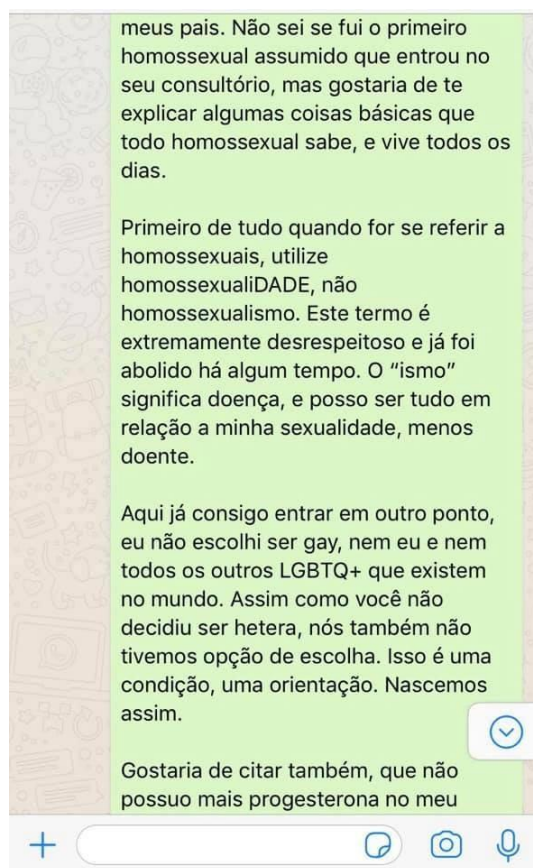 meus pais. Não sei se fui o primeiro
homossexual assumido que entrou no
seu consultório, mas gostaria de te
explicar algumas coisas básicas que
todo homossexual sabe, e vive todos os
dias.
Primeiro de tudo quando for se referir a
homossexuais, utilize
homossexualiDADE, não
homossexualismo. Este termo é
extremamente desrespeitoso e já foi
abolido há algum tempo. O “ismo”
significa doença, e posso ser tudo em
relação a minha sexualidade, menos
doente.
Aqui já consigo entrar em outro ponto,
eu não escolhi ser gay, nem eu e nem
todos os outros LGBTQ+ que existem
no mundo. Assim como você não
decidiu ser hetera, nós também não
tivemos opção de escolha. Isso é uma
condição, uma orientação. Nascemos
assim.
Gostaria de citar também, que não
possuo mais progesterona no meu